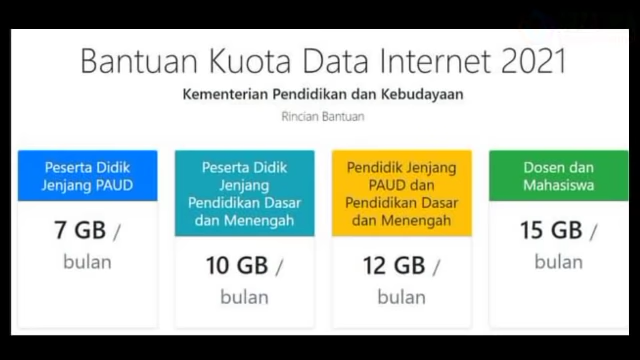 Bantuan Kuota Data Internet 2021
Kementerian Pendidikan dan Kebudayaan
Rincian Bantuan
Peserta Didik
Jenjang PAUD
7 GB /
bulan
Peserta Didik
Jenjang
Pendidikan Dasar
dan Menengah
10 GB /
bulan
Pendidik Jenjang
PAUD dan
Pendidikan Dasar
dan Menengah
12 GB /
bulan
Dosen dan
Mahasiswa
15 GB /
bulan